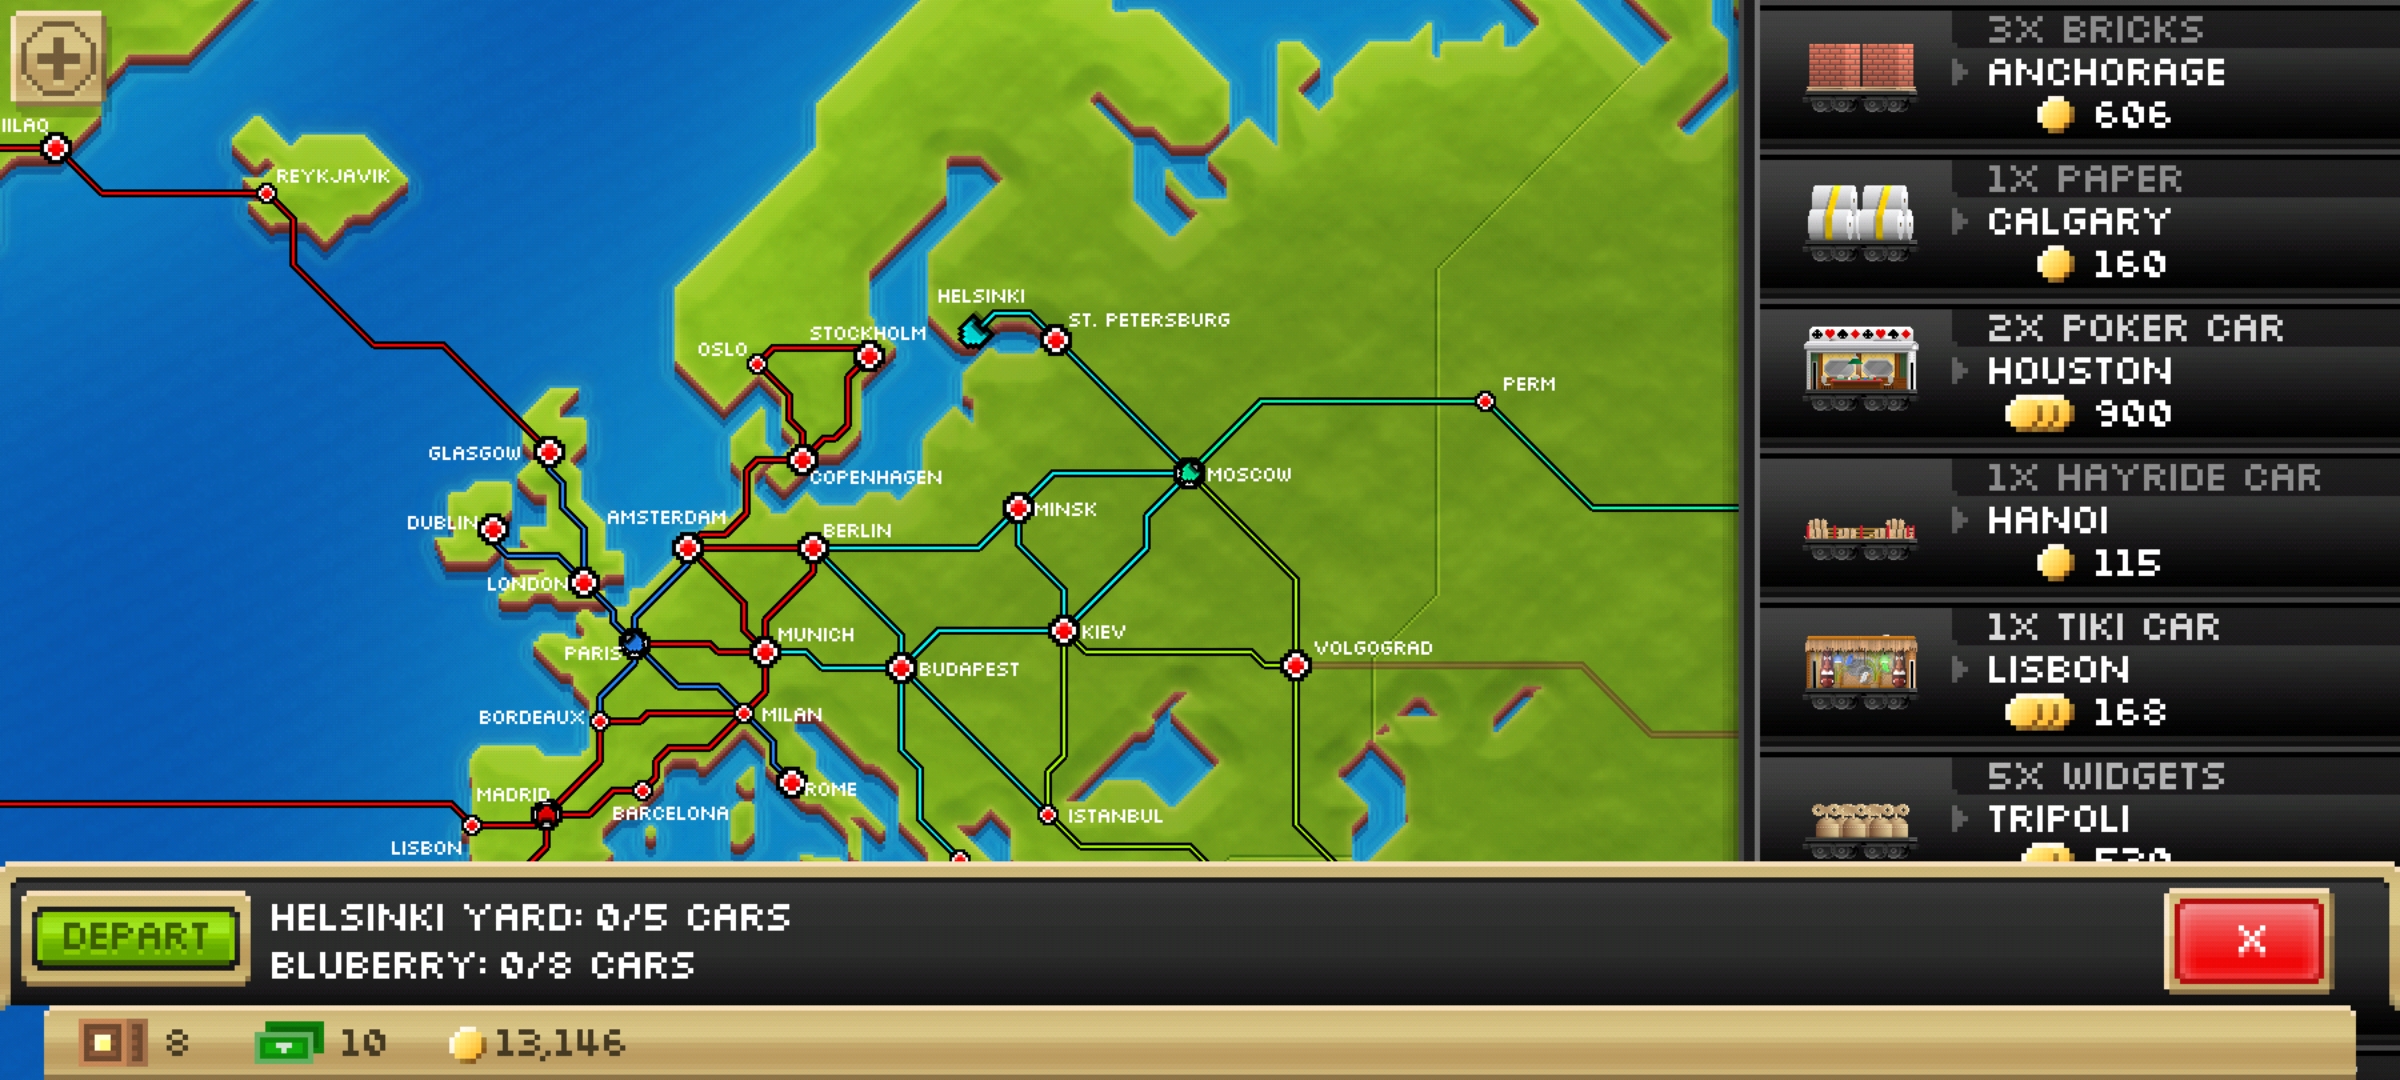 IILAQ
REYKJAVIK
HELSINKI
ST. PETERSBURG
STOCKHOLM
OSLO
PERM
GLASGOW
COPENHAGEN
MOSCOW
DUBLIN
AMSTERDAM
MINSK
BERLIN
LONDON
PARIS
MUNICH
KIEV
VOLGOGRAD
BUDAPEST
BORDEAUX
MILAN
MADRID
ROME
BARCELONA
ISTANBUL
LISBON
3X BRICKS
ANCHORAGE
606
1X PAPER
CALGARY
160
2X POKER CAR
HOUSTON
900
1X HAYRIDE CAR
HANOI
115
1X TIKI CAR
LISBON
168
5X WIDGETS
TRIPOLI
DEPART
HELSINKI YARD: 0/5 CARS
BLUBERRY: 0/8 CARS
X
8
10
13,146